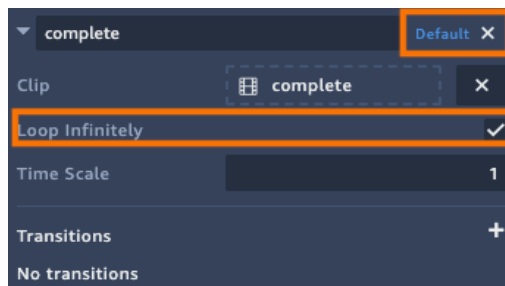 complete Default
Clip complete
Loop Infinitely
Time Scale 1
Transitions
No transitions